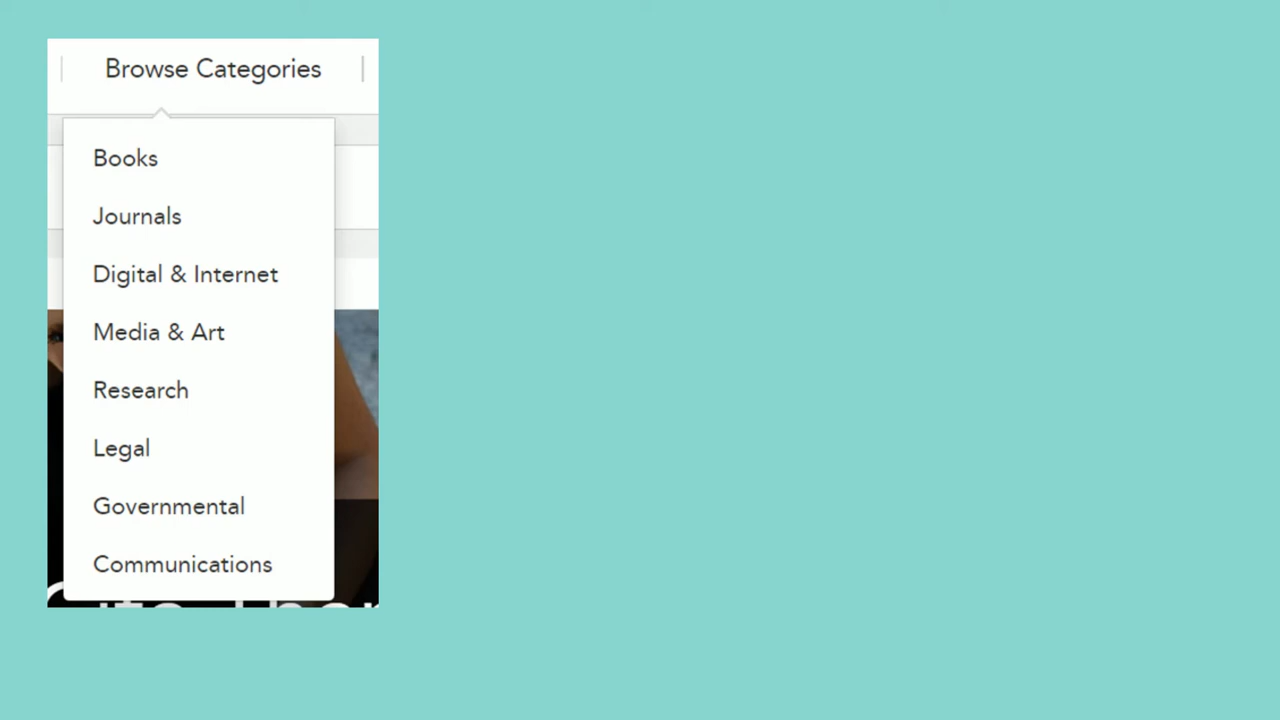 Browse Categories
Books
Journals
Digital & Internet
Media & Art
Research
Legal
Governmental
Communications